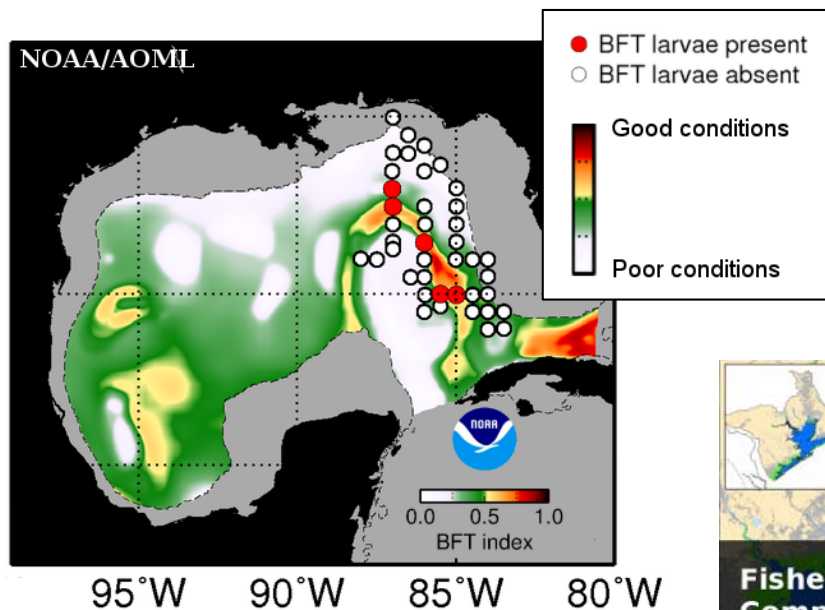 NOAA/AOML
BFT larvae present
BFT larvae absent
Good conditions
Poor conditions
NOAA
0.0 0.5 1.0
BFT index
95°W 90°W 85°W 80°W
Fishe